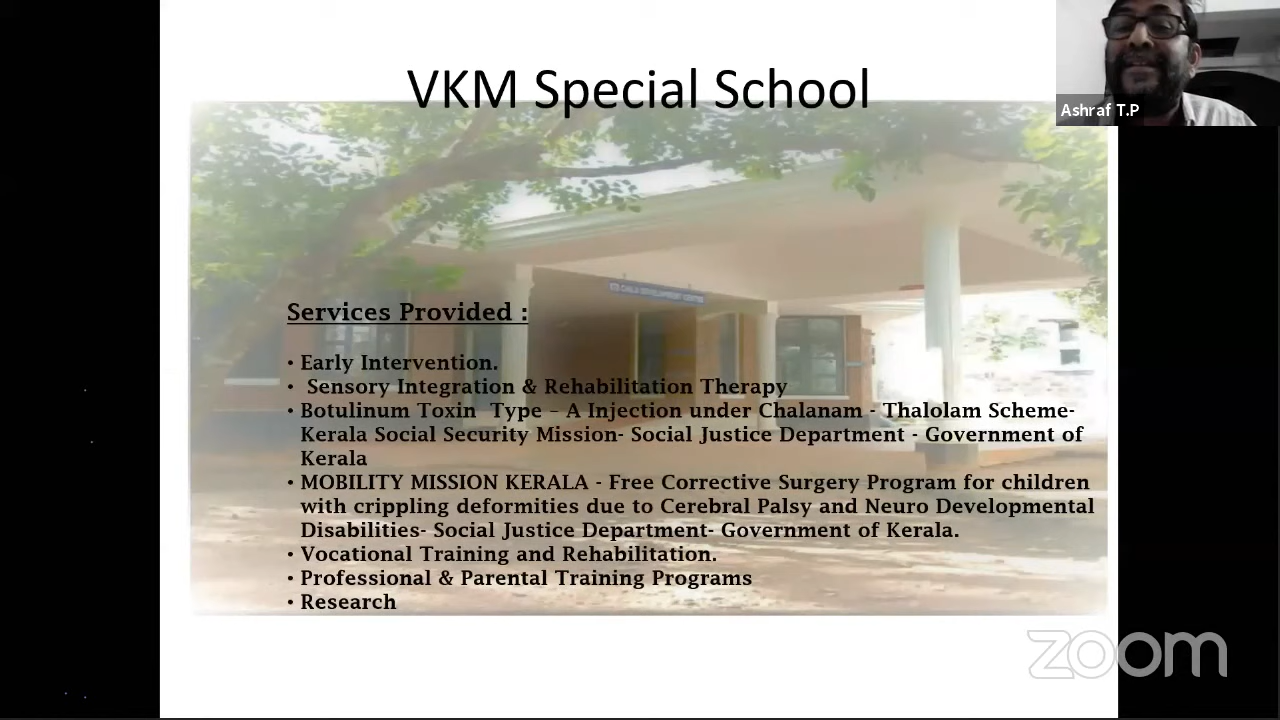 VKM Special School
Ashraf T.P
Services Provided :
• Early Intervention.
• Sensory Integration & Rehabilitation Therapy
• Botulinum Toxin Type – A Injection under Chalanam - Thalolam Scheme-
Kerala Social Security Mission- Social Justice Department - Government of
Kerala
• MOBILITY MISSION KERALA - Free Corrective Surgery Program for children
with crippling deformities due to Cerebral Palsy and Neuro Developmental
Disabilities- Social Justice Department- Government of Kerala.
• Vocational Training and Rehabilitation.
• Professional & Parental Training Programs
• Research
zoom